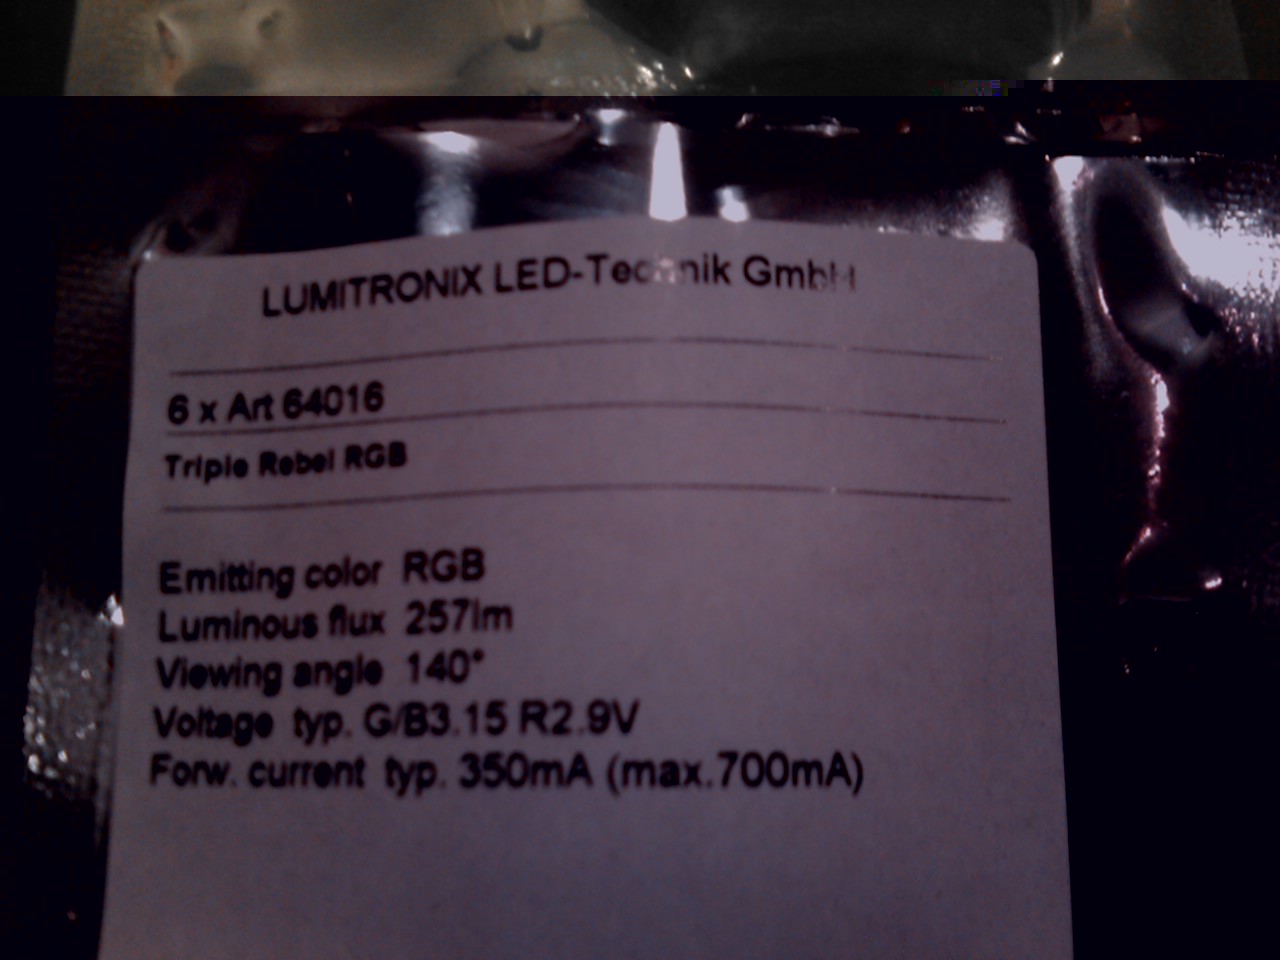 LUMITRONIX LED-Technik GmbH
6 x Art 64016
Triple Rebel RGB
Emitting color RGB
Luminous flux 257lm
Viewing angle 140°
Voltage typ. G/B3.15 R2.9V
Forw. current typ. 350mA (max.700mA)